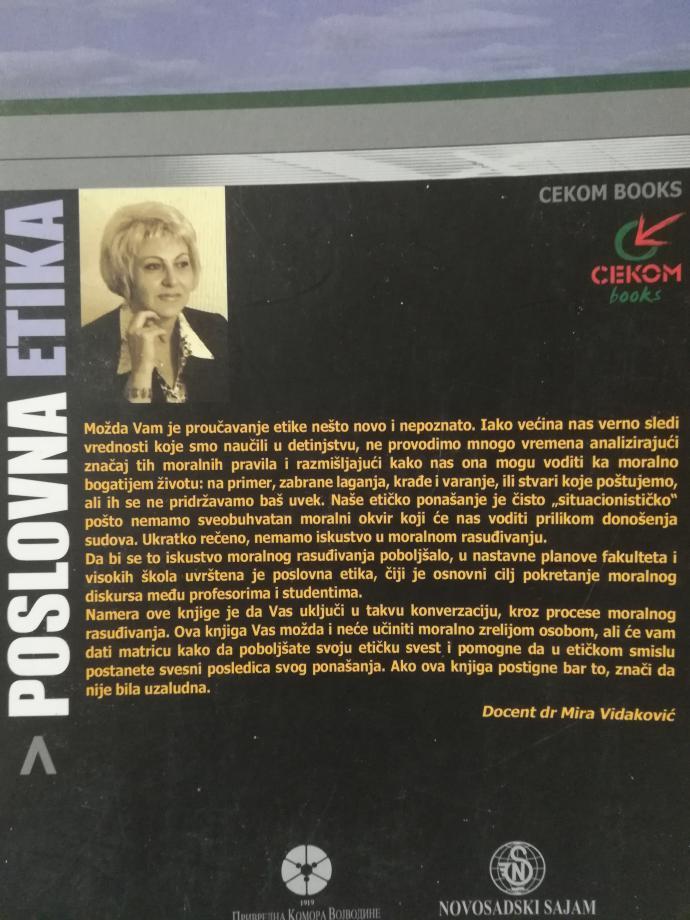 CEKOM BOOKS
CEKOM
books
POSLOVNA ETIKA
Možda Vam je proučavanje etike nešto novo i nepoznato. Iako većina nas verno sledi
vrednosti koje smo naučili u detinjstvu, ne provodimo mnogo vremena analizirajući
značaj tih moralnih pravila i razmišljajući kako nas ona mogu voditi ka moralno
bogatijem životu: na primer, zabrane laganja, krađe i varanje, ili stvari koje poštujemo,
ali ih se ne pridržavamo baš uvek. Naše etičko ponašanje je čisto „situacionističko"
pošto nemamo sveobuhvatan moralni okvir koji će nas voditi prilikom donošenja
sudova. Ukratko rečeno, nemamo iskustvo u moralnom rasuđivanju.
Da bi se to iskustvo moralnog rasuđivanja poboljšalo, u nastavne planove fakulteta i
visokih škola uvrštena je poslovna etika, čiji je osnovni cilj pokretanje moralnog
diskursa među profesorima i studentima.
Namera ove knjige je da Vas uključi u takvu konverzaciju, kroz procese moralnog
rasuđivanja. Ova knjiga Vas možda i neće učiniti moralno zrelijom osobom, ali će vam
dati matricu kako da poboljšate svoju etičku svest i pomogne da u etičkom smislu
postanete svesni posledica svog ponašanja. Ako ova knjiga postigne bar to, znači da
nije bila uzaludna.
Docent dr Mira Vidaković
1919
Привредна Комора Војводине
NOVOSADSKI SAJAM